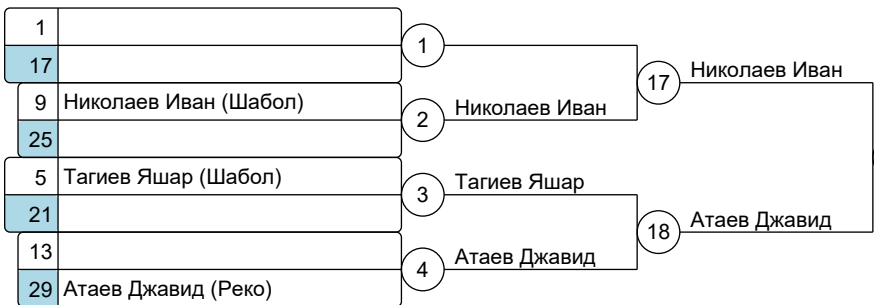 1
17
1
9 Николаев Иван (Шабол)
25
2
Николаев Иван
17
Николаев Иван
5 Тагиев Яшар (Шабол)
21
3
Тагиев Яшар
13
29 Атаев Джавид (Реко)
4
Атаев Джавид
18
Атаев Джавид